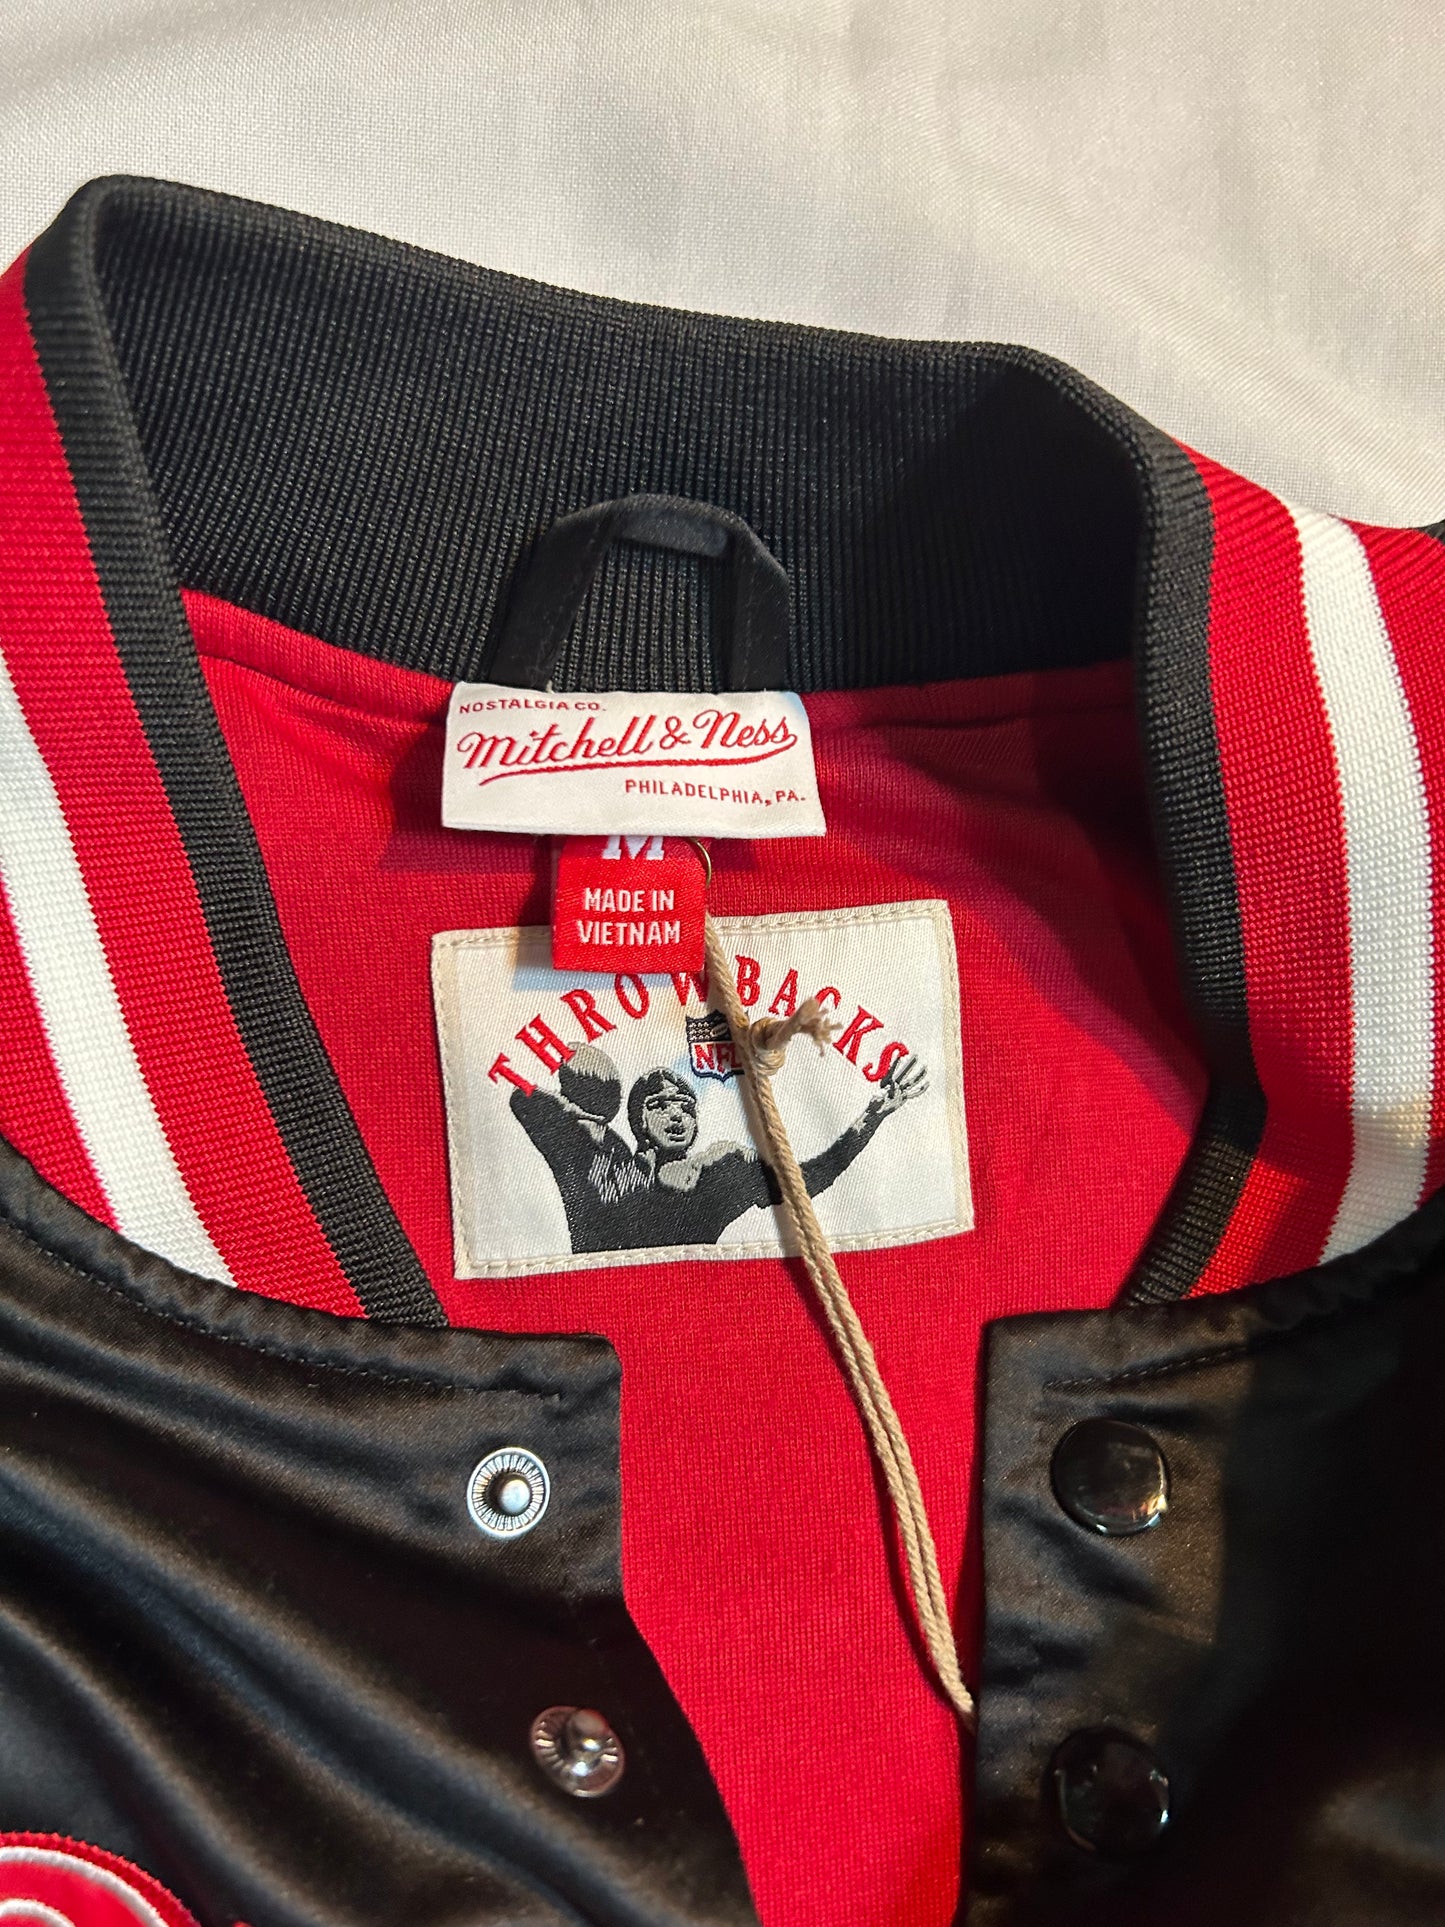 NOSTALGIA CO.
Mitchell & Ness
PHILADELPHIA, PA.
M
MADE IN
VIETNAM
THROWBACKS
NFL